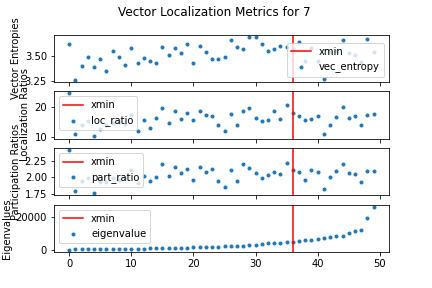 Vector Localization Metrics for 7
Vector Entropies
3.50
3.25
xmin
vec_entropy
Localization Ratios
20
10
xmin
loc_ratio
Participation Ratios
2.25
2.00
1.75
xmin
part_ratio
Eigenvalues
20000
0
xmin
eigenvalue
0 10 20 30 40 50